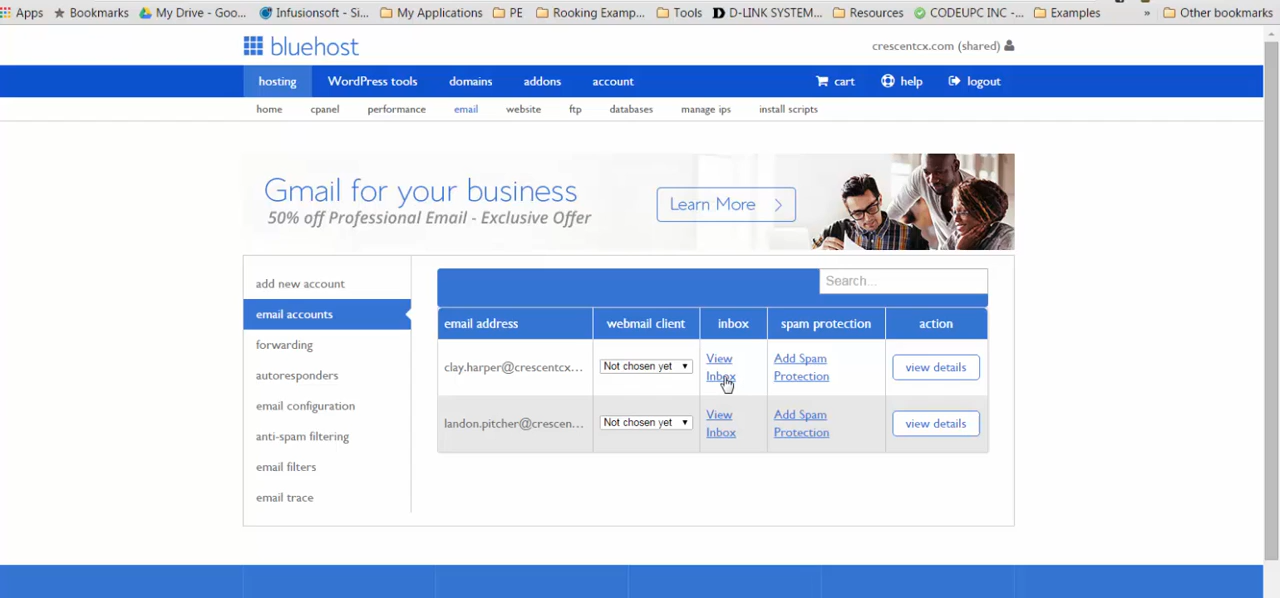 Apps Bookmarks My Drive - Goo... Infusionsoft - Si... My Applications PE Rooking Examp... Tools D-LINK SYSTEM... Resources CODEUPC INC -... Examples » Other bookmarks
bluehost
crescentcx.com (shared)
hosting WordPress tools domains addons account cart help logout
home cpanel performance email website ftp databases manage ips install scripts
Gmail for your business
50% off Professional Email - Exclusive Offer
Learn More
add new account
email accounts
forwarding
autoresponders
email configuration
anti-spam filtering
email filters
email trace
Search...
email address webmail client inbox spam protection action
clay.harper@crescentcx... Not chosen yet View Inbox Add Spam Protection view details
landon.pitcher@crescen... Not chosen yet View Inbox Add Spam Protection view details